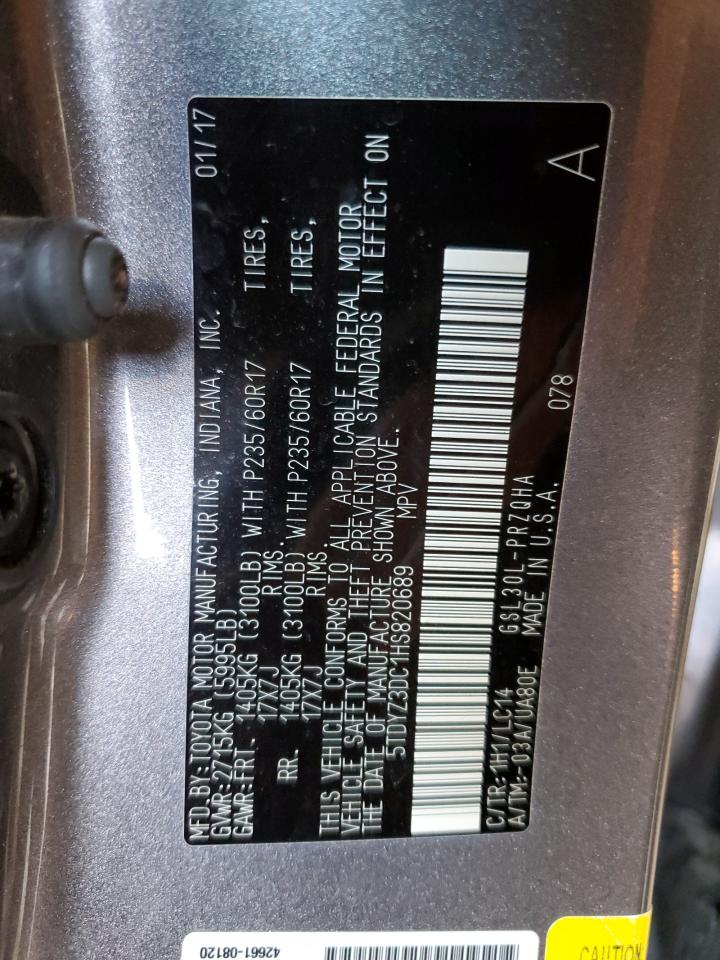 MFD.BY:TOYOTA MOTOR MANUFACTURING, INDIANA, INC. 01/17
GVWR:2715KG (5995LB)
GAWR:FRT. 1405KG (3100LB) WITH P235/60R17 TIRES,
17X7J RIMS.
RR. 1405KG (3100LB) WITH P235/60R17 TIRES,
17X7J RIMS.
THIS VEHICLE CONFORMS TO ALL APPLICABLE FEDERAL MOTOR
VEHICLE SAFETY AND THEFT PREVENTION STANDARDS IN EFFECT ON
THE DATE OF MANUFACTURE SHOWN ABOVE.
5TDYZ3DC1HS820689 MPV
C/TR:1H1/LC14 GSL30L-PRZQHA
A/TM:-03A/UA80E MADE IN U.S.A. 078 A
42661-08120
CAUTION